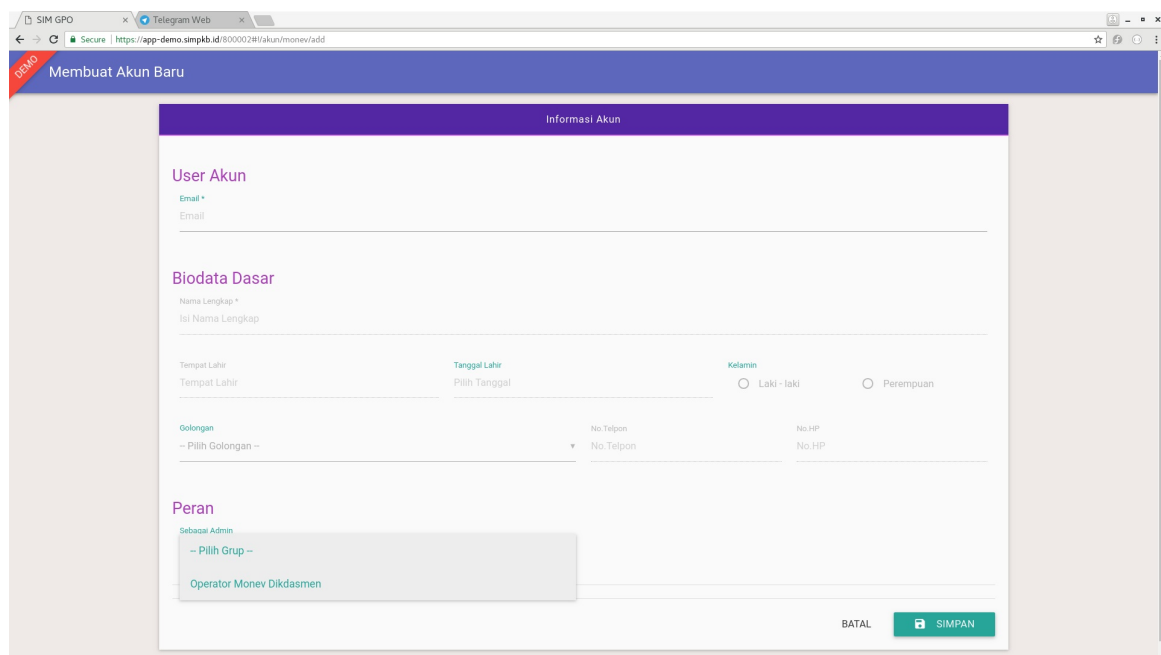 SIM GPO
Telegram Web
Secure | https://app-demo.simpkb.id/800002#!/akun/monev/add
DEMO
Membuat Akun Baru
Informasi Akun
User Akun
Email *
Email
Biodata Dasar
Nama Lengkap *
Isi Nama Lengkap
Tempat Lahir Tanggal Lahir Kelamin
Tempat Lahir Pilih Tanggal Laki - laki Perempuan
Golongan No.Telpon No.HP
-- Pilih Golongan -- No.Telpon No.HP
Peran
Sebagai Admin
-- Pilih Grup --
Operator Monev Dikdasmen
BATAL SIMPAN